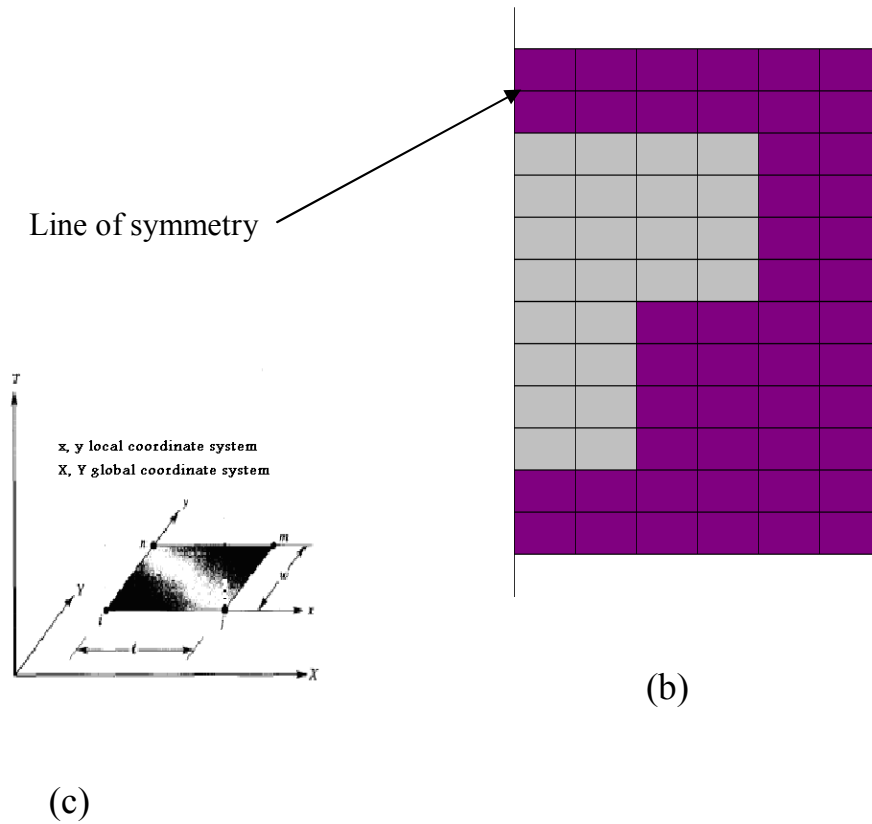 Line of symmetry
T
x, y local coordinate system
X, Y global coordinate system
y
n
m
Y
w
i
j
x
ℓ
X
(b)
(c)